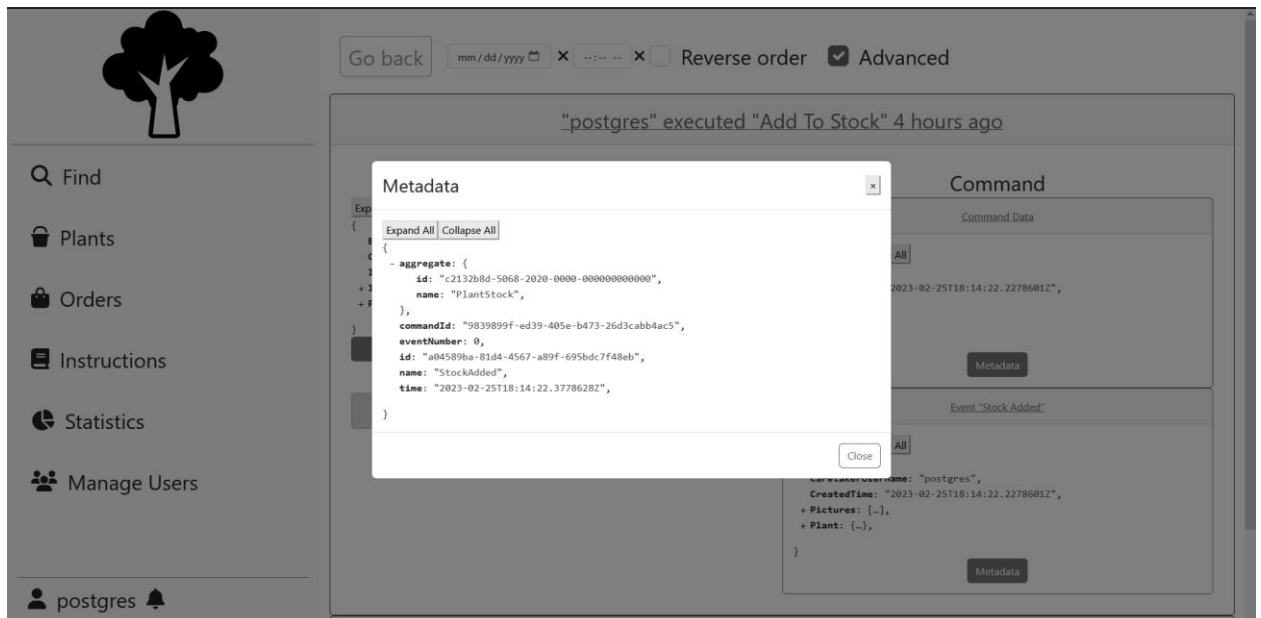 Go back mm/dd/yyyy × --:-- -- × Reverse order Advanced
"postgres" executed "Add To Stock" 4 hours ago
Find
Plants
Orders
Instructions
Statistics
Manage Users
postgres
Metadata ×
Expand All Collapse All
{
- aggregate: {
id: "c2132b8d-5068-2020-0000-000000000000",
name: "PlantStock",
},
commandId: "9839899f-ed39-405e-b473-26d3cabb4ac5",
eventNumber: 0,
id: "a04589ba-81d4-4567-a89f-695bdc7f48eb",
name: "StockAdded",
time: "2023-02-25T18:14:22.3778628Z",
}
Close
Exp
{
+
+
}
Command
Command Data
All
2023-02-25T18:14:22.2278601Z",
Metadata
Event "Stock Added"
All
CaretakerUsername: "postgres",
CreatedTime: "2023-02-25T18:14:22.2278601Z",
+ Pictures: […],
+ Plant: {…},
}
Metadata